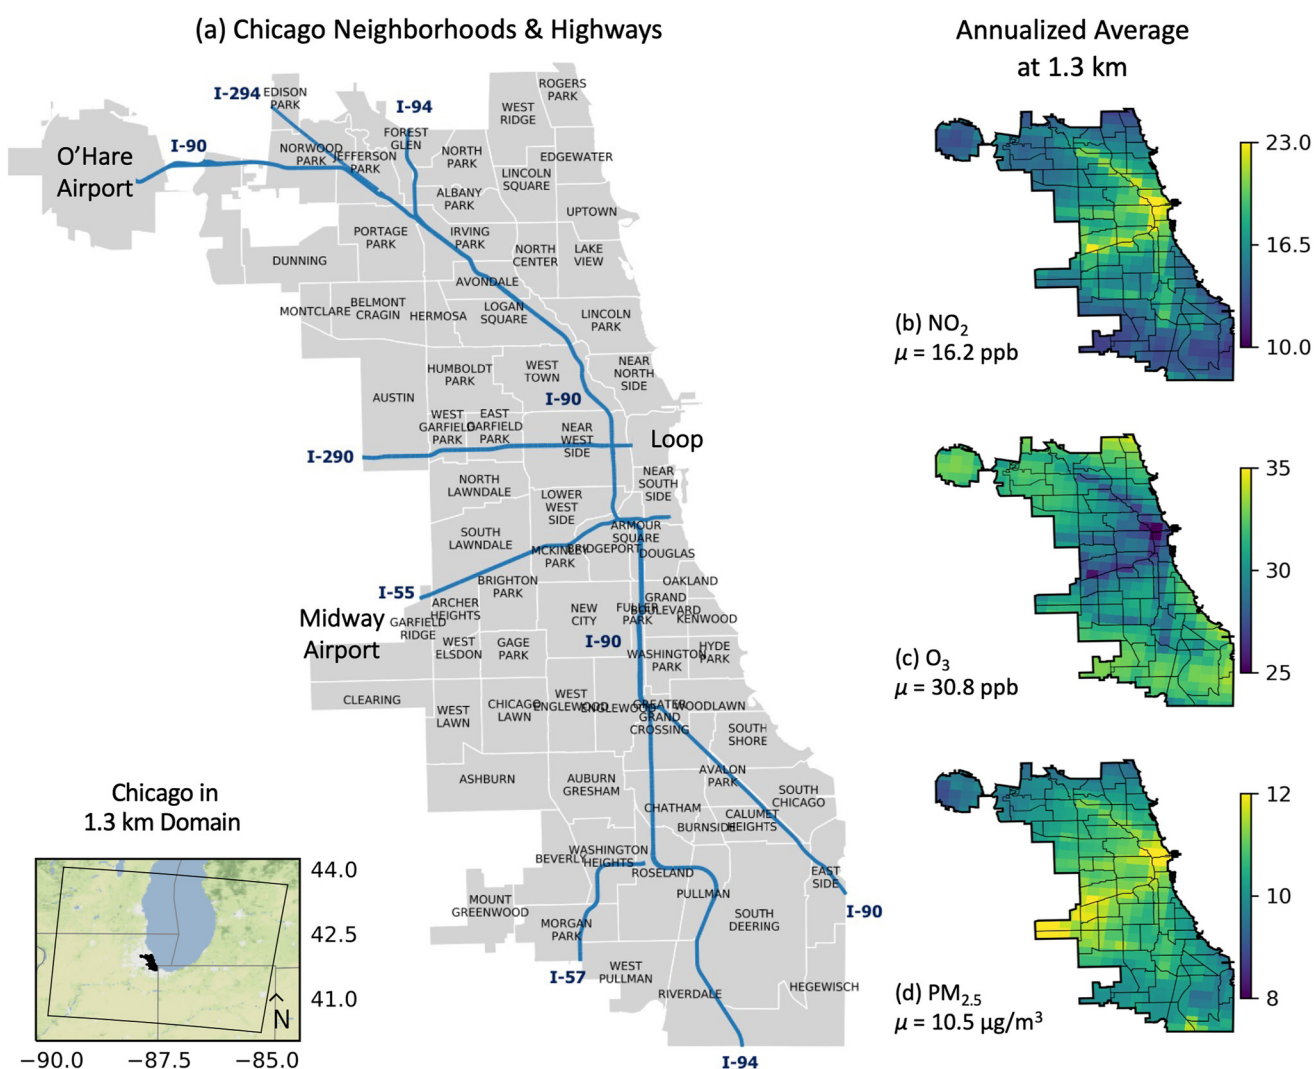 (a) Chicago Neighborhoods & Highways
I-294
EDISON
PARK
I-94
ROGERS
PARK
WEST
RIDGE
O'Hare
Airport
I-90
NORWOOD
PARK
JEFFERSON
PARK
FOREST
GLEN
NORTH
PARK
EDGEWATER
LINCOLN
SQUARE
ALBANY
PARK
UPTOWN
PORTAGE
PARK
IRVING
PARK
DUNNING
NORTH
CENTER
LAKE
VIEW
AVONDALE
MONTCLARE
BELMONT
CRAGIN
HERMOSA
LOGAN
SQUARE
LINCOLN
PARK
HUMBOLDT
PARK
WEST
TOWN
NEAR
NORTH
SIDE
AUSTIN
I-90
WEST
GARFIELD
PARK
EAST
GARFIELD
PARK
NEAR
WEST
SIDE
Loop
I-290
NORTH
LAWNDALE
LOWER
WEST
SIDE
NEAR
SOUTH
SIDE
SOUTH
LAWNDALE
MCKINLEY
PARK
BRIDGEPORT
ARMOUR
SQUARE
DOUGLAS
I-55
BRIGHTON
PARK
OAKLAND
ARCHER
HEIGHTS
Midway
Airport
GARFIELD
RIDGE
NEW
CITY
FULLER
PARK
GRAND
BOULEVARD
KENWOOD
WEST
ELSDON
GAGE
PARK
I-90
WASHINGTON
PARK
HYDE
PARK
CLEARING
WEST
LAWN
CHICAGO
LAWN
WEST
ENGLEWOOD
ENGLEWOOD
GREATER
GRAND
CROSSING
WOODLAWN
SOUTH
SHORE
ASHBURN
AUBURN
GRESHAM
AVALON
PARK
SOUTH
CHICAGO
CHATHAM
BURNSIDE
CALUMET
HEIGHTS
BEVERLY
WASHINGTON
HEIGHTS
ROSELAND
EAST
SIDE
PULLMAN
I-90
MOUNT
GREENWOOD
MORGAN
PARK
SOUTH
DEERING
I-57
WEST
PULLMAN
RIVERDALE
HEGEWISCH
I-94
Chicago in
1.3 km Domain
44.0
42.5
41.0
N
−90.0
−87.5
−85.0
Annualized Average
at 1.3 km
(b) NO₂
μ = 16.2 ppb
23.0
16.5
10.0
(c) O₃
μ = 30.8 ppb
35
30
25
(d) PM₂.₅
μ = 10.5 μg/m³
12
10
8